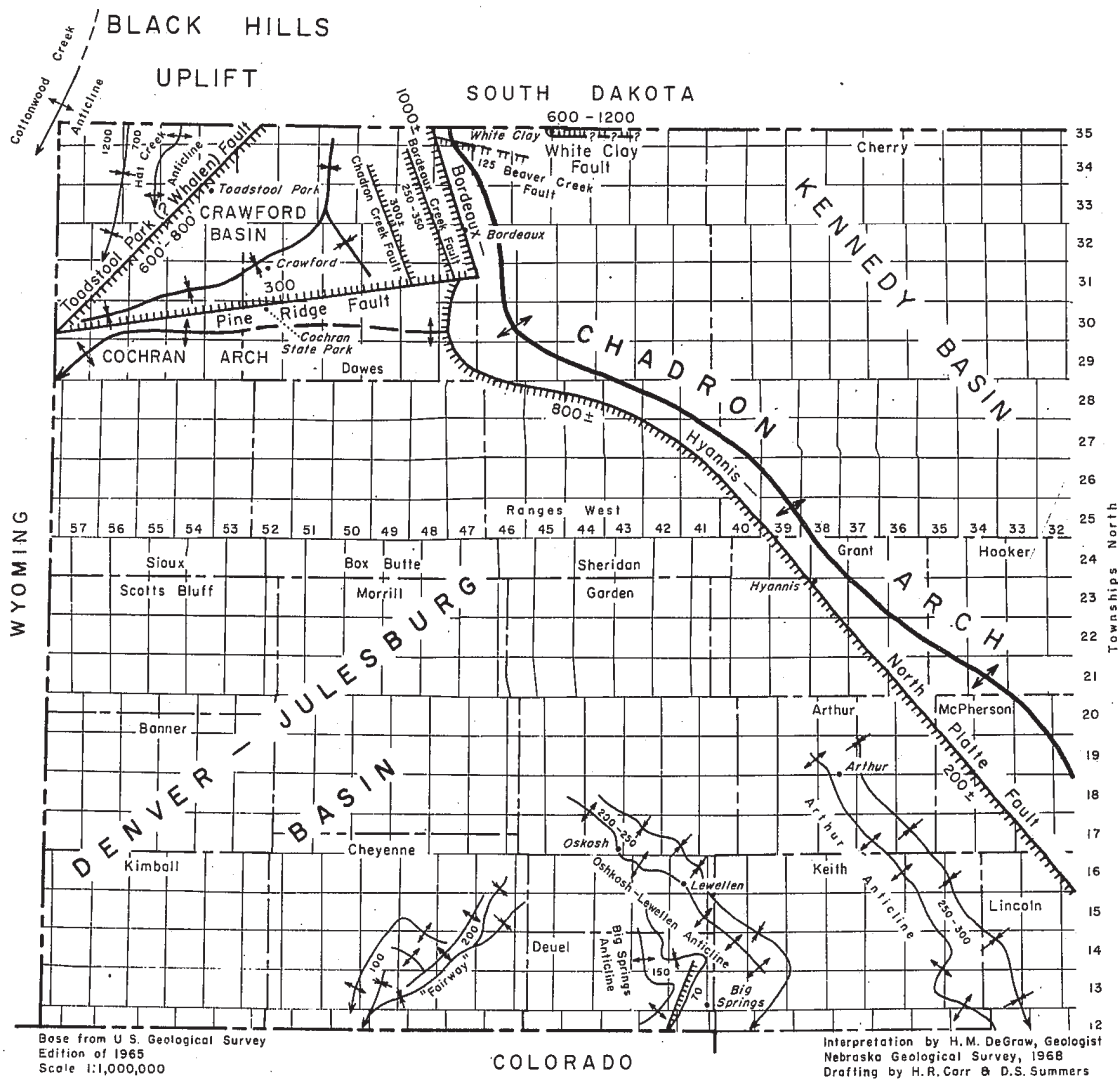 BLACK HILLS
UPLIFT
SOUTH DAKOTA
Cottonwood Creek
Anticline
1200
700
Hat Creek
Anticline
Toadstool Park (? Whalen) Fault
600-800
Toadstool Park
CRAWFORD
BASIN
Crawford
300
Pine Ridge Fault
Cochran
State Park
COCHRAN ARCH
Dawes
Chadron Creek Fault
300±
1000±
Bordeaux Creek Fault
250-350
Bordeaux
Bordeaux
White Clay
600-1200
White Clay
Fault
125
Beaver Creek
Fault
Cherry
KENNEDY BASIN
CHADRON ARCH
800±
Hyannis —
North Platte Fault
200±
35
34
33
32
31
30
29
28
27
26
25
24
23
22
21
20
19
18
17
16
15
14
13
12
Townships North
Ranges West
57 56 55 54 53 52 51 50 49 48 47 46 45 44 43 42 41 40 39 38 37 36 35 34 33 32
WYOMING
Sioux
Box Butte
Sheridan
Grant
Hooker
Scotts Bluff
Morrill
Garden
Hyannis
DENVER — JULESBURG
BASIN
Banner
Arthur
McPherson
Arthur
Arthur Anticline
250-300
Kimball
Cheyenne
Keith
Lincoln
Deuel
200-250
Oskosh
Lewellen
Oshkosh-Lewellen Anticline
Big Springs
Anticline
150
70
Big
Springs
100
200
"Fairway"
Base from U.S. Geological Survey
Edition of 1965
Scale 1:1,000,000
COLORADO
Interpretation by H.M. DeGraw, Geologist
Nebraska Geological Survey, 1968
Drafting by H.R. Carr & D.S. Summers